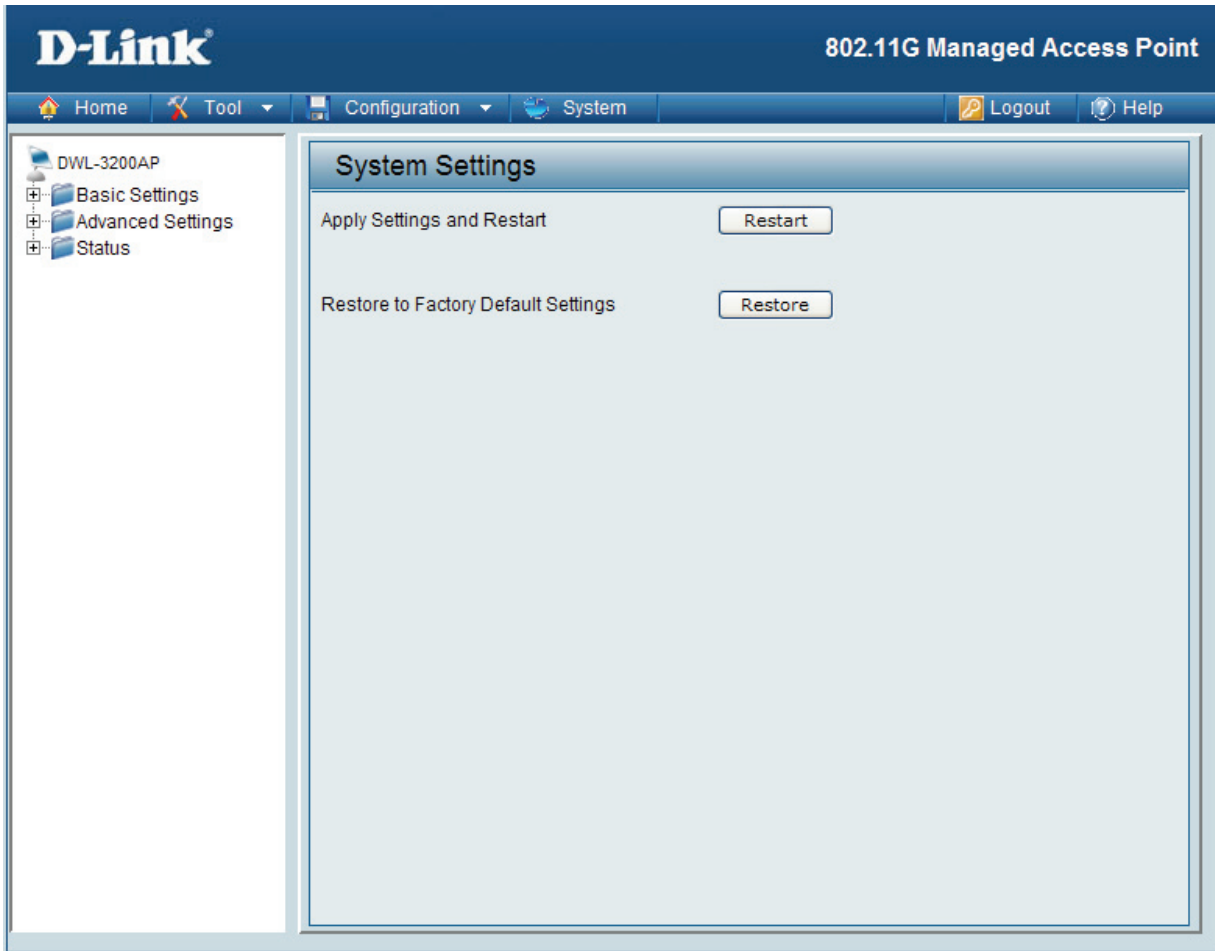 D-Link
802.11G Managed Access Point
Home Tool Configuration System Logout Help
DWL-3200AP
Basic Settings
Advanced Settings
Status
System Settings
Apply Settings and Restart Restart
Restore to Factory Default Settings Restore